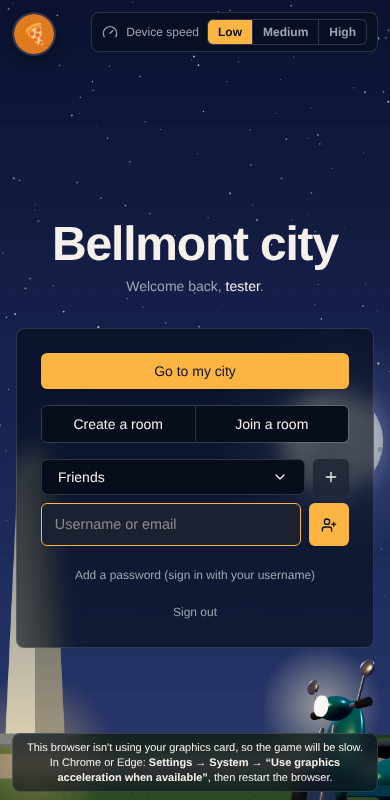 Device speed Low Medium High
Bellmont city
Welcome back, tester.
Go to my city
Create a room Join a room
Friends
Username or email
Add a password (sign in with your username)
Sign out
This browser isn't using your graphics card, so the game will be slow.
In Chrome or Edge: Settings → System → “Use graphics
acceleration when available”, then restart the browser.